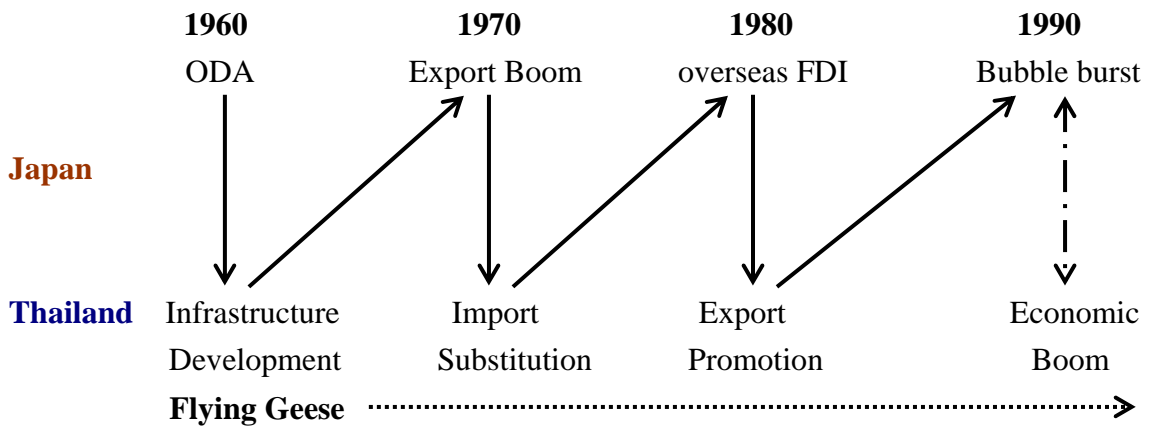 1960 1970 1980 1990
ODA Export Boom overseas FDI Bubble burst
Japan
Thailand Infrastructure Import Export Economic
Development Substitution Promotion Boom
Flying Geese